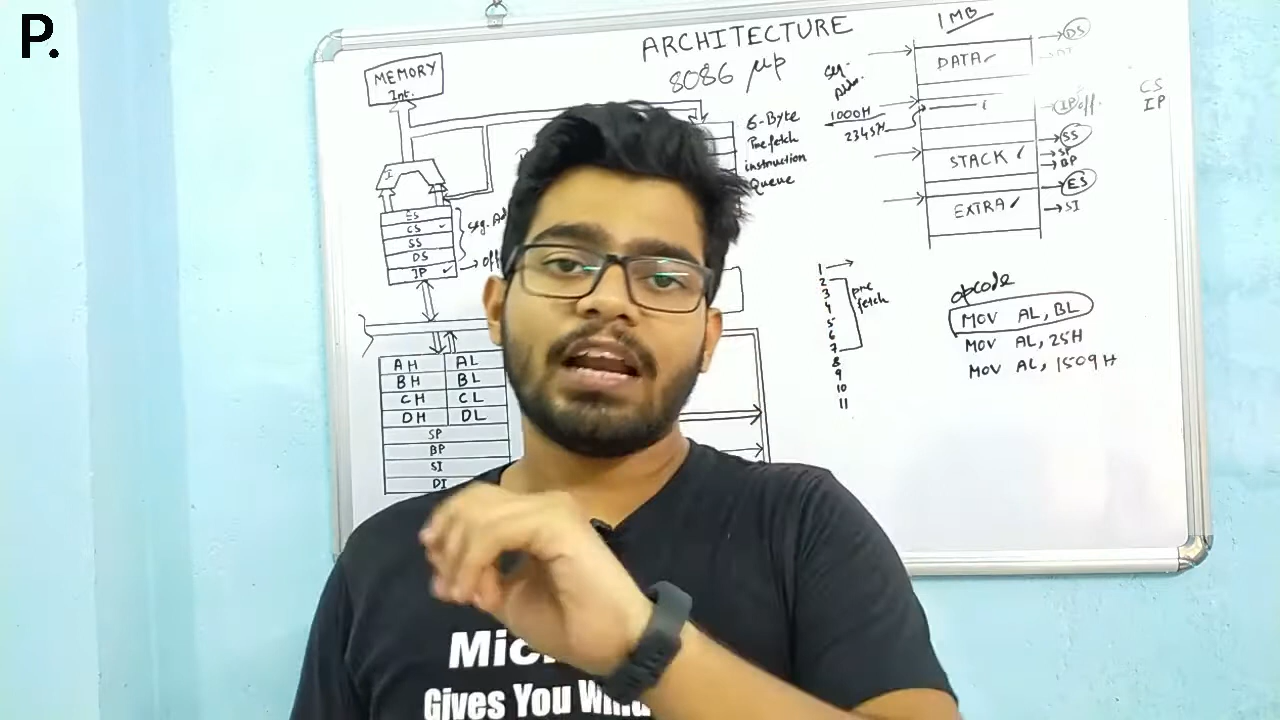 P.
ARCHITECTURE
8086 μp
MEMORY
Int.
ES
CS
SS
DS
IP
AH AL
BH BL
CH CL
DH DL
SP
BP
SI
DI
6-Byte
Prefetch
instruction
Queue
1MB
seg.
1000H
2345H
DATA
STACK
EXTRA
DS
IP off.
SS
SP
BP
ES
SI
CS
IP
1
2
3
4
5
6
7
8
9
10
11
pre
fetch
opcode
MOV AL, BL
MOV AL, 25H
MOV AL, 1509H
Gives You